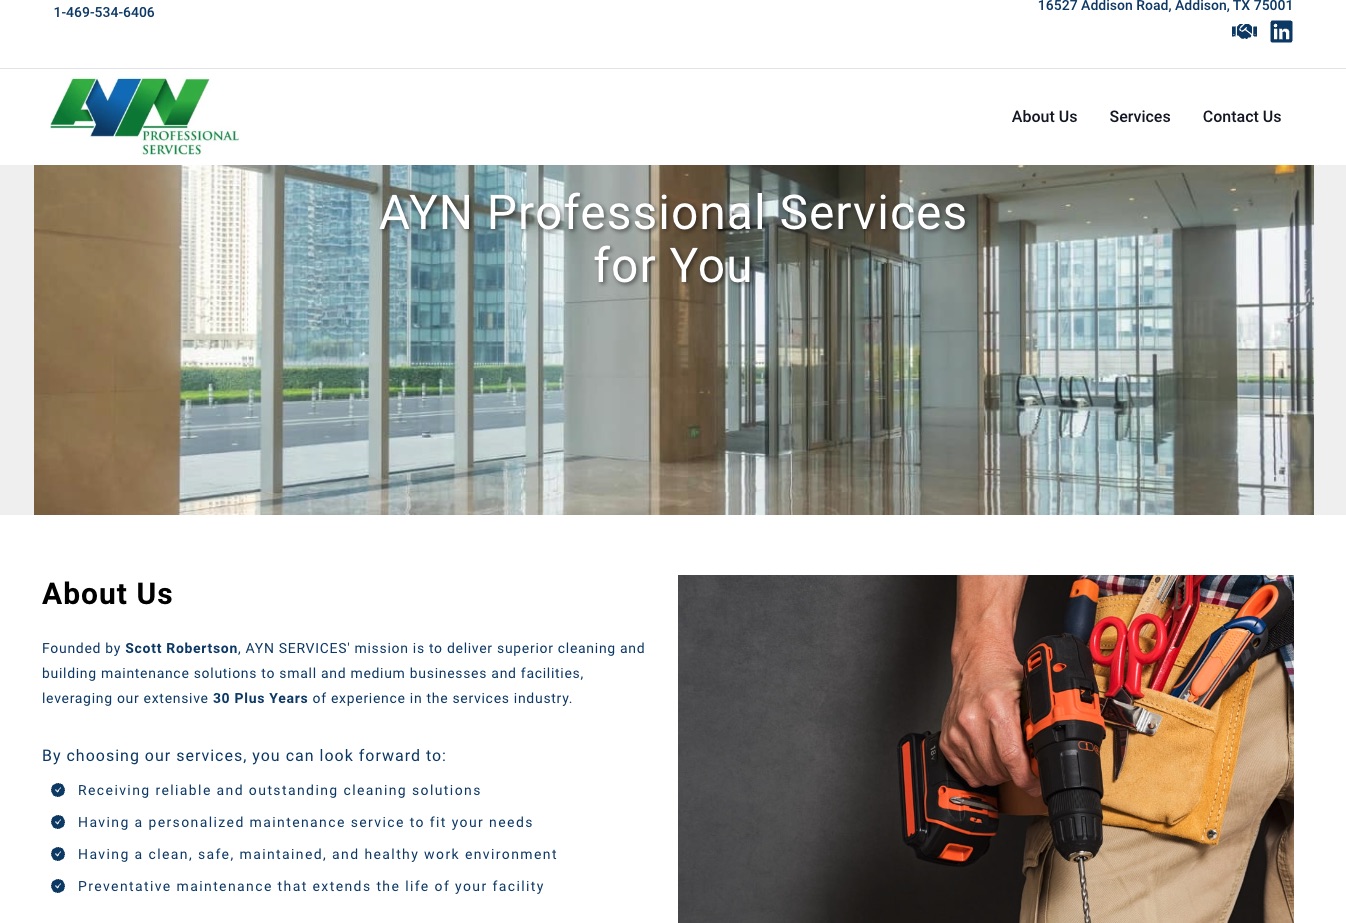 1-469-534-6406
16527 Addison Road, Addison, TX 75001
in
AYN
PROFESSIONAL
SERVICES
About Us
Services
Contact Us
AYN Professional Services
for You
About Us
Founded by Scott Robertson, AYN SERVICES' mission is to deliver superior cleaning and
building maintenance solutions to small and medium businesses and facilities,
leveraging our extensive 30 Plus Years of experience in the services industry.
By choosing our services, you can look forward to:
Receiving reliable and outstanding cleaning solutions
Having a personalized maintenance service to fit your needs
Having a clean, safe, maintained, and healthy work environment
Preventative maintenance that extends the life of your facility
18V